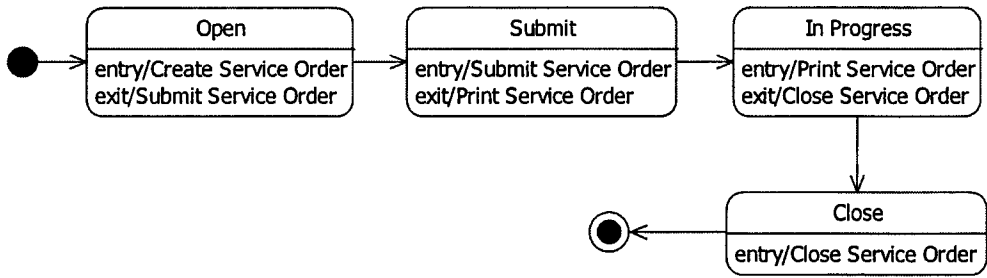 Open
entry/Create Service Order
exit/Submit Service Order
Submit
entry/Submit Service Order
exit/Print Service Order
In Progress
entry/Print Service Order
exit/Close Service Order
Close
entry/Close Service Order